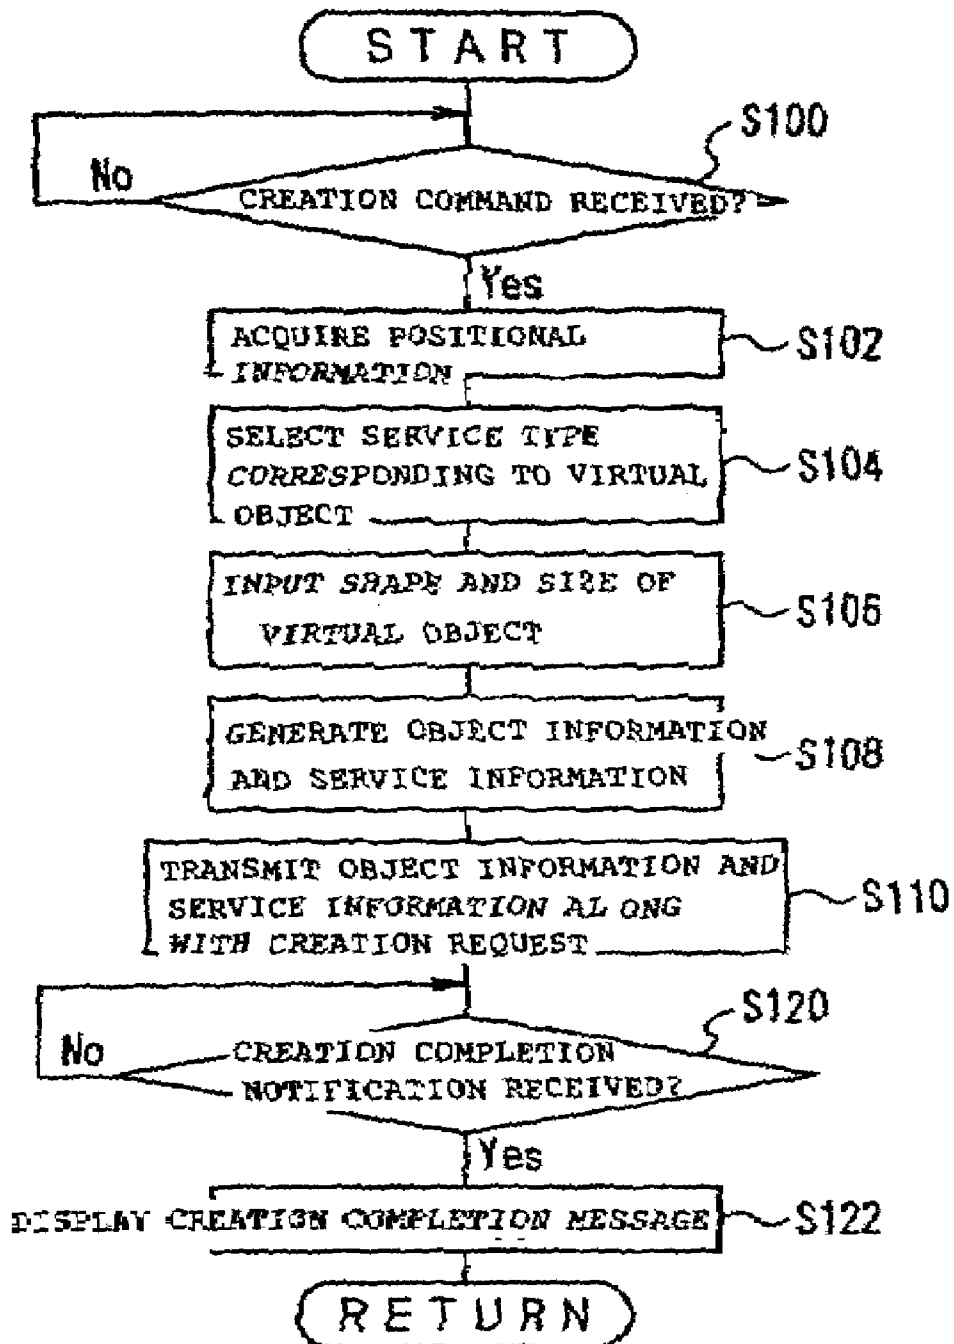 START
S100
No
CREATION COMMAND RECEIVED?
Yes
ACQUIRE POSITIONAL
INFORMATION
S102
SELECT SERVICE TYPE
CORRESPONDING TO VIRTUAL
OBJECT
S104
INPUT SHAPE AND SIZE OF
VIRTUAL OBJECT
S106
GENERATE OBJECT INFORMATION
AND SERVICE INFORMATION
S108
TRANSMIT OBJECT INFORMATION AND
SERVICE INFORMATION ALONG
WITH CREATION REQUEST
S110
S120
No
CREATION COMPLETION
NOTIFICATION RECEIVED?
Yes
DISPLAY CREATION COMPLETION MESSAGE
S122
RETURN